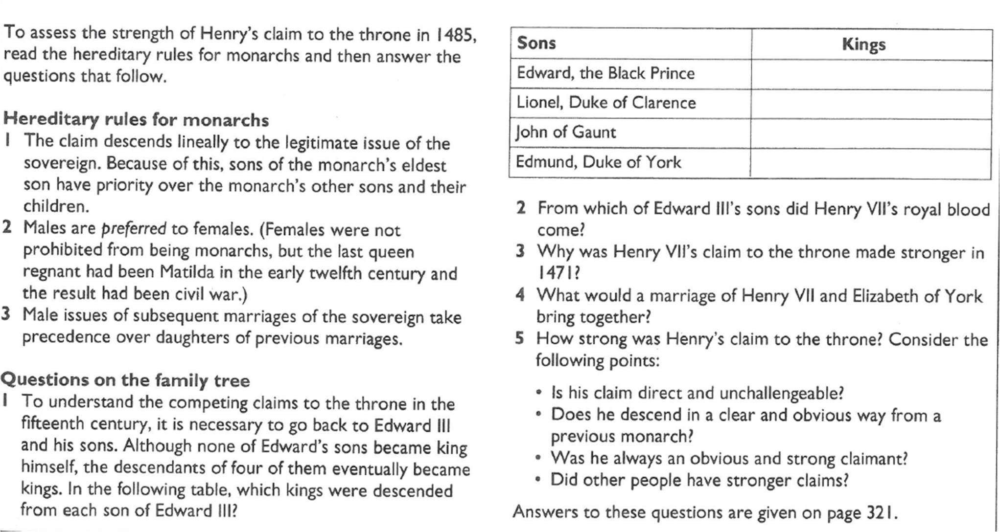 To assess the strength of Henry's claim to the throne in 1485,
read the hereditary rules for monarchs and then answer the
questions that follow.
Hereditary rules for monarchs
1 The claim descends lineally to the legitimate issue of the
sovereign. Because of this, sons of the monarch's eldest
son have priority over the monarch's other sons and their
children.
2 Males are preferred to females. (Females were not
prohibited from being monarchs, but the last queen
regnant had been Matilda in the early twelfth century and
the result had been civil war.)
3 Male issues of subsequent marriages of the sovereign take
precedence over daughters of previous marriages.
Questions on the family tree
1 To understand the competing claims to the throne in the
fifteenth century, it is necessary to go back to Edward III
and his sons. Although none of Edward's sons became king
himself, the descendants of four of them eventually became
kings. In the following table, which kings were descended
from each son of Edward III?
Sons Kings
Edward, the Black Prince
Lionel, Duke of Clarence
John of Gaunt
Edmund, Duke of York
2 From which of Edward III's sons did Henry VII's royal blood
come?
3 Why was Henry VII's claim to the throne made stronger in
1471?
4 What would a marriage of Henry VII and Elizabeth of York
bring together?
5 How strong was Henry's claim to the throne? Consider the
following points:
• Is his claim direct and unchallengeable?
• Does he descend in a clear and obvious way from a
previous monarch?
• Was he always an obvious and strong claimant?
• Did other people have stronger claims?
Answers to these questions are given on page 321.